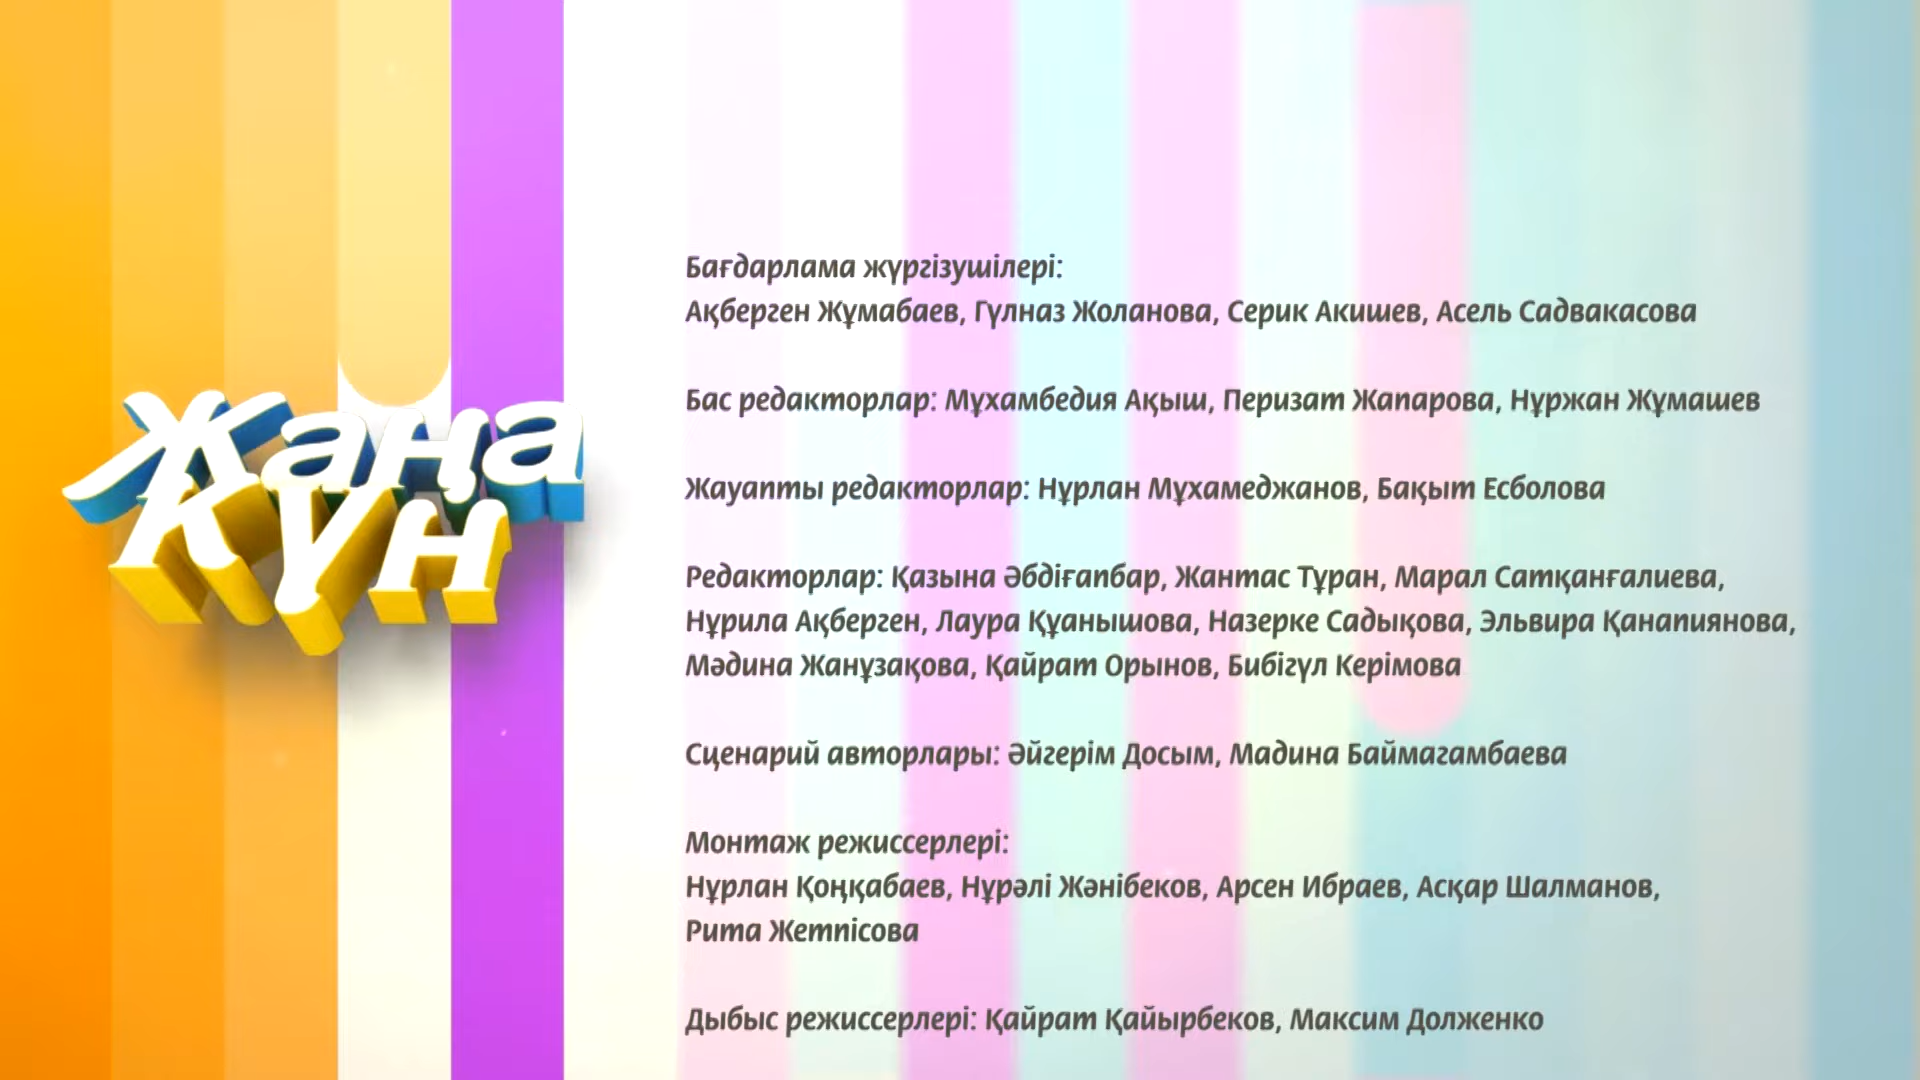 Жаңа
Күн
Бағдарлама жүргізушілері:
Ақберген Жұмабаев, Гүлназ Жоланова, Серик Акишев, Асель Садвакасова
Бас редакторлар: Мұхамбедия Ақыш, Перизат Жапарова, Нұржан Жұмашев
Жауапты редакторлар: Нұрлан Мұхамеджанов, Бақыт Есболова
Редакторлар: Қазына Әбдіғапбар, Жантас Тұран, Марал Сатқанғалиева,
Нұрила Ақберген, Лаура Құанышова, Назерке Садықова, Эльвира Қанапиянова,
Мәдина Жанұзақова, Қайрат Орынов, Бибігүл Керімова
Сценарий авторлары: Әйгерім Досым, Мадина Баймагамбаева
Монтаж режиссерлері:
Нұрлан Қоңқабаев, Нұрәлі Жәнібеков, Арсен Ибраев, Асқар Шалманов,
Рита Жетпісова
Дыбыс режиссерлері: Қайрат Қайырбеков, Максим Долженко